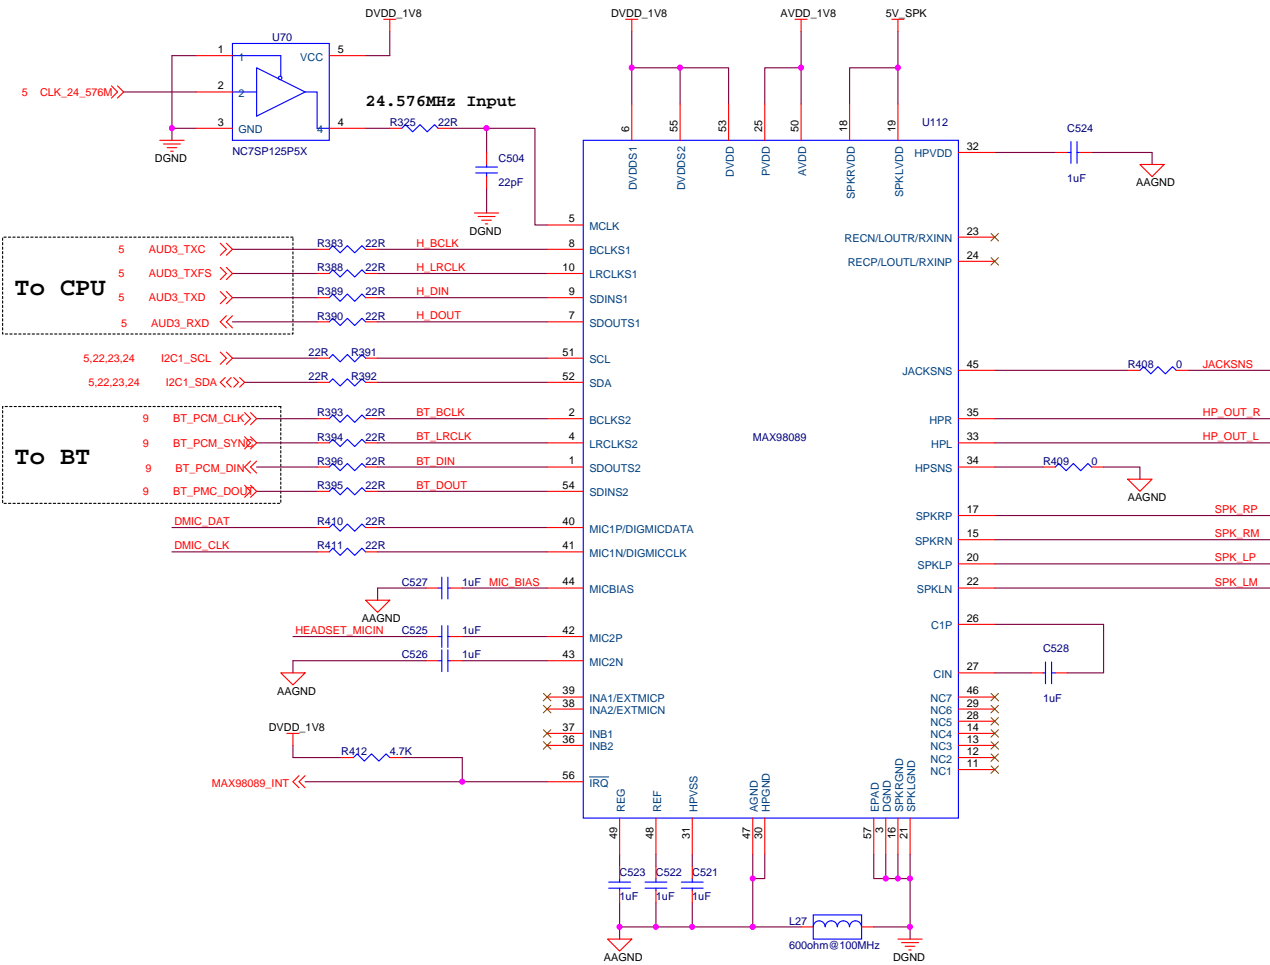 DVDD_1V8 DVDD_1V8 AVDD_1V8 5V_SPK
U70
1 1 VCC 5
5 CLK_24_576M 2 2
24.576MHz Input
3 GND 4 4 R325 22R
DGND NC7SP125P5X
C504
22pF
DGND
6 55 53 25 50 18 19 U112
DVDDS1 DVDDS2 DVDD PVDD AVDD SPKRVDD SPKLVDD
HPVDD 32 C524
1uF AAGND
5 MCLK
5 AUD3_TXC R383 22R H_BCLK 8 BCLKS1
5 AUD3_TXFS R388 22R H_LRCLK 10 LRCLKS1
To CPU
5 AUD3_TXD R389 22R H_DIN 9 SDINS1
5 AUD3_RXD R390 22R H_DOUT 7 SDOUTS1
RECN/LOUTR/RXINN 23
RECP/LOUTL/RXINP 24
5,22,23,24 I2C1_SCL 22R R391 51 SCL
5,22,23,24 I2C1_SDA 22R R392 52 SDA
JACKSNS 45 R408 0 JACKSNS
9 BT_PCM_CLK R393 22R BT_BCLK 2 BCLKS2
9 BT_PCM_SYNC R394 22R BT_LRCLK 4 LRCLKS2
To BT
9 BT_PCM_DIN R396 22R BT_DIN 1 SDOUTS2
9 BT_PMC_DOUT R395 22R BT_DOUT 54 SDINS2
MAX98089
HPR 35 HP_OUT_R
HPL 33 HP_OUT_L
HPSNS 34 R409 0
AAGND
DMIC_DAT R410 22R 40 MIC1P/DIGMICDATA
DMIC_CLK R411 22R 41 MIC1N/DIGMICCLK
SPKRP 17 SPK_RP
SPKRN 15 SPK_RM
SPKLP 20 SPK_LP
SPKLN 22 SPK_LM
C527 1uF MIC_BIAS 44 MICBIAS
AAGND
HEADSET_MICIN C525 1uF 42 MIC2P
C526 1uF 43 MIC2N
AAGND
C1P 26
C528
CIN 27
1uF
39 INA1/EXTMICP
38 INA2/EXTMICN
37 INB1
36 INB2
NC7 46
NC6 29
NC5 28
NC4 14
NC3 13
NC2 12
NC1 11
DVDD_1V8
R412 4.7K
MAX98089_INT 56 IRQ
REG REF HPVSS AGND HPGND EPAD DGND SPKRGND SPKLGND
49 48 31 47 30 57 3 16 21
C523 C522 C521
1uF 1uF 1uF
L27
600ohm@100MHz
AAGND DGND